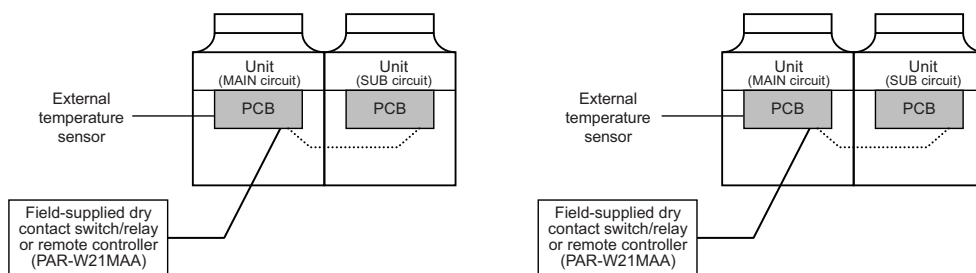 Unit
(MAIN circuit)
Unit
(SUB circuit)
PCB
PCB
External
temperature
sensor
Field-supplied dry
contact switch/relay
or remote controller
(PAR-W21MAA)
Unit
(MAIN circuit)
Unit
(SUB circuit)
PCB
PCB
External
temperature
sensor
Field-supplied dry
contact switch/relay
or remote controller
(PAR-W21MAA)